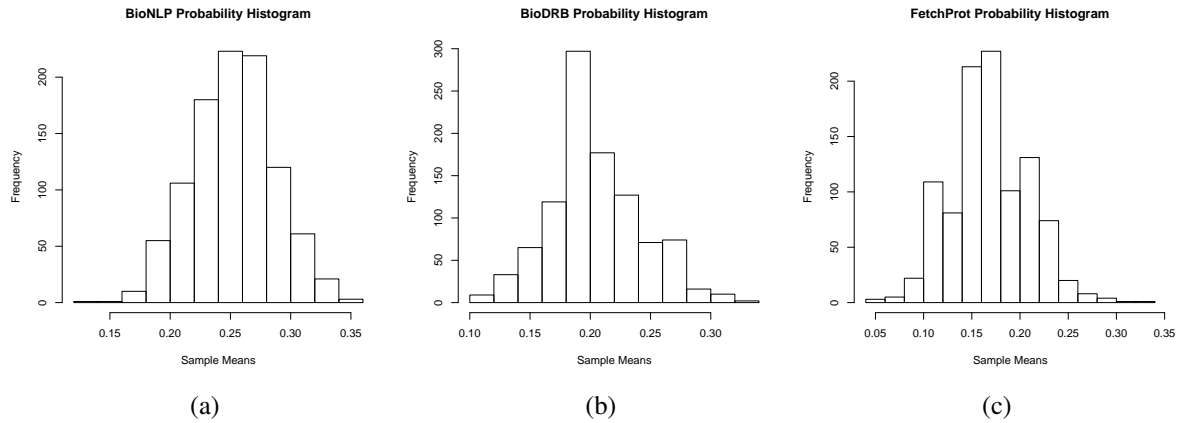 BioNLP Probability Histogram
Frequency
0 50 100 150 200
0.15 0.20 0.25 0.30 0.35
Sample Means
(a)
BioDRB Probability Histogram
Frequency
0 50 100 150 200 250 300
0.10 0.15 0.20 0.25 0.30
Sample Means
(b)
FetchProt Probability Histogram
Frequency
0 50 100 150 200
0.05 0.10 0.15 0.20 0.25 0.30 0.35
Sample Means
(c)